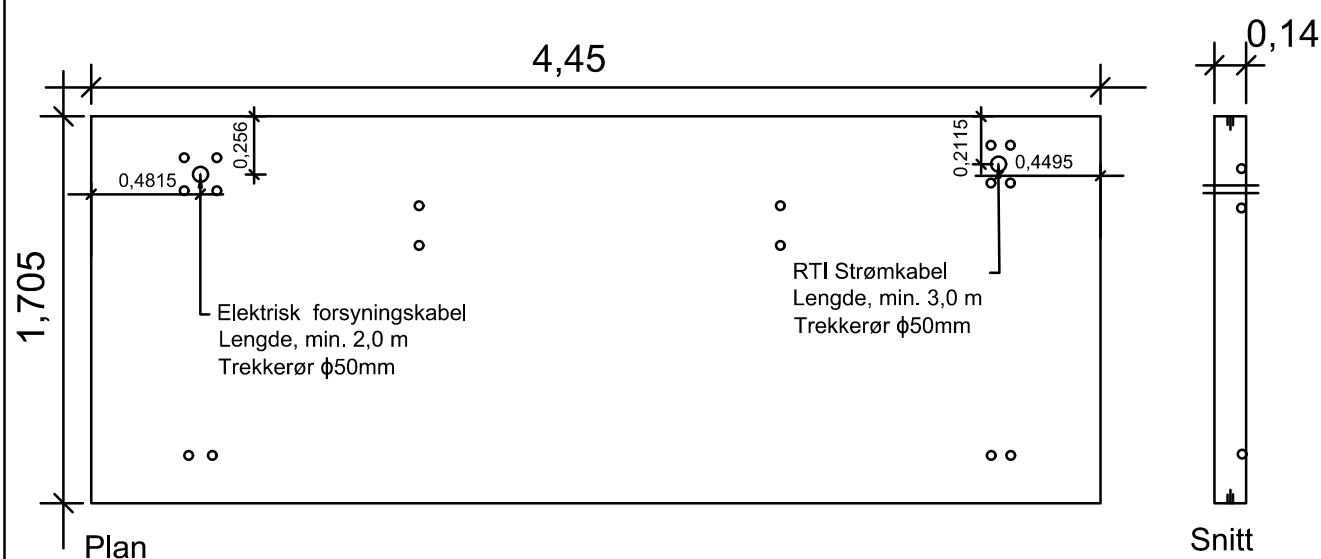 4,45
0,14
0,256
0,2115
0,4815
0,4495
1,705
RTI Strømkabel
Lengde, min. 3,0 m
Trekkerør ϕ50mm
Elektrisk forsyningskabel
Lengde, min. 2,0 m
Trekkerør ϕ50mm
Plan
Snitt